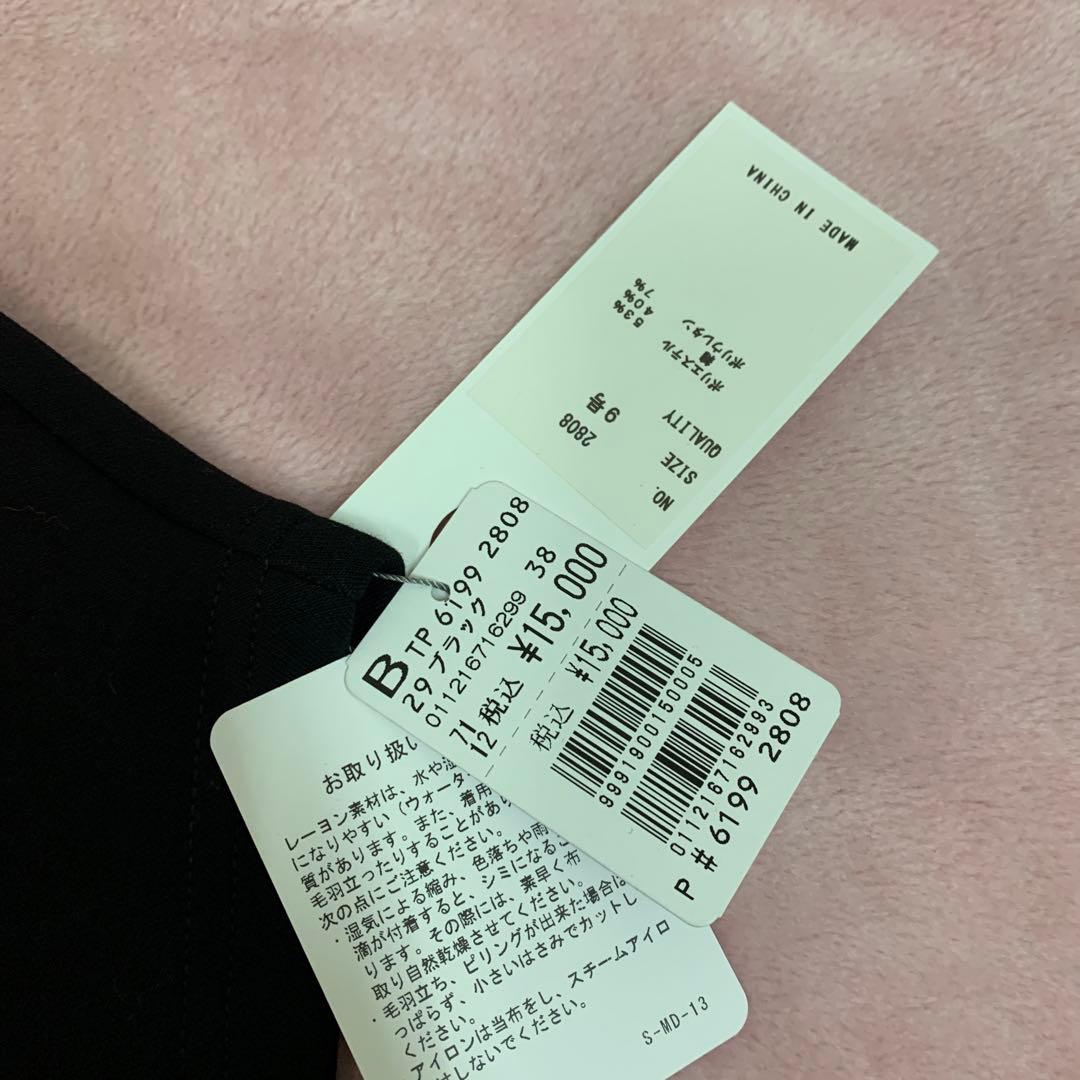 NO. 2808
SIZE 9号
QUALITY ポリエステル 53%
綿 40%
ポリウレタン 7%
MADE IN CHINA
B TP 6199 2808
29 ブラック
011216716299 38
71
12 税込 ¥15,000
税込 ¥15,000
9991900150005
0112167162993
P #6199 2808
お取り扱い
レーヨン素材は、水や湿
になりやすい（ウォータ
質があります。また、着用
毛羽立ったりすることがあり
次の点にご注意ください。
・湿気による縮み、色落ちや雨
滴が付着すると、シミになるこ
ります。その際には、素早く布
取り自然乾燥させてください。
・毛羽立ち、ピリングが出来た場合は
っぱらず、小さいはさみでカットし
ください。
アイロンは当布をし、スチームアイロ
しないでください。
S-MD-13